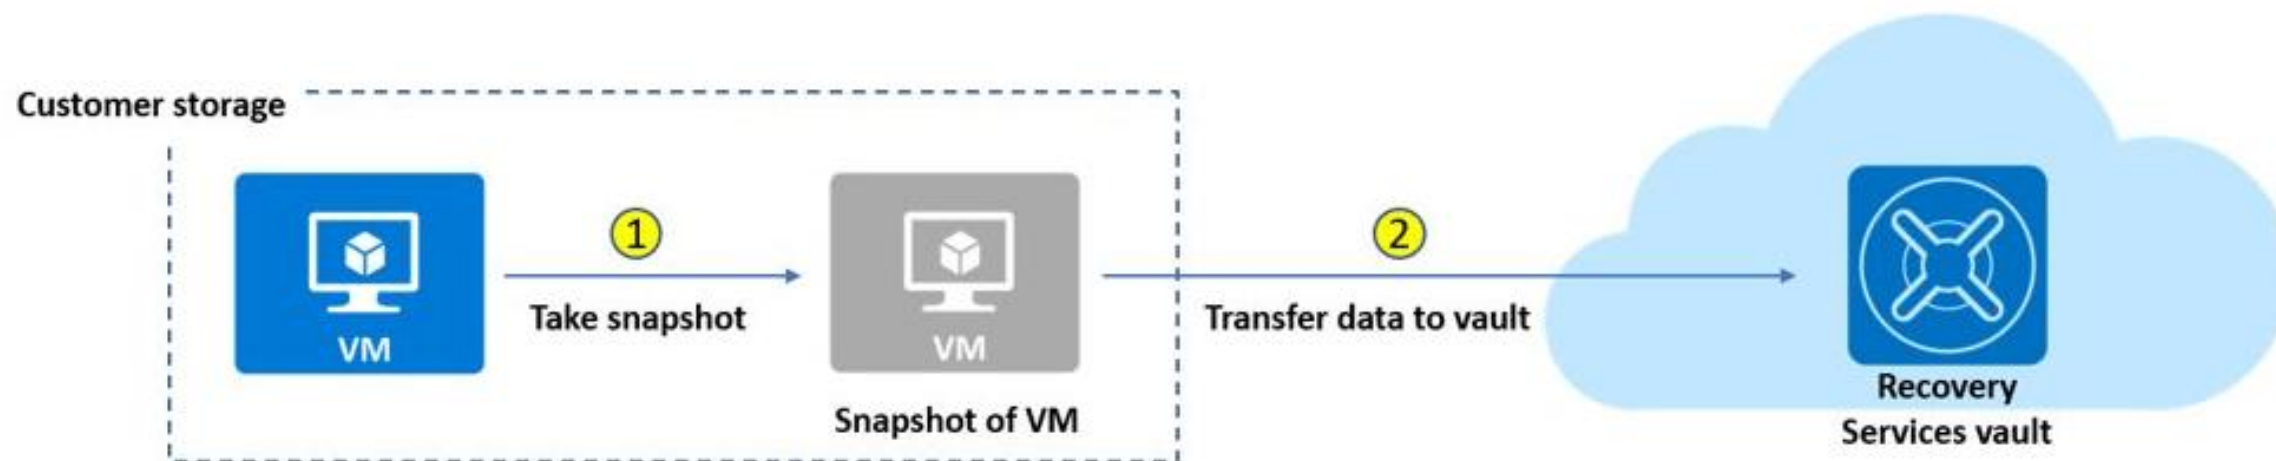 Customer storage
VM
1
Take snapshot
VM
Snapshot of VM
2
Transfer data to vault
Recovery
Services vault